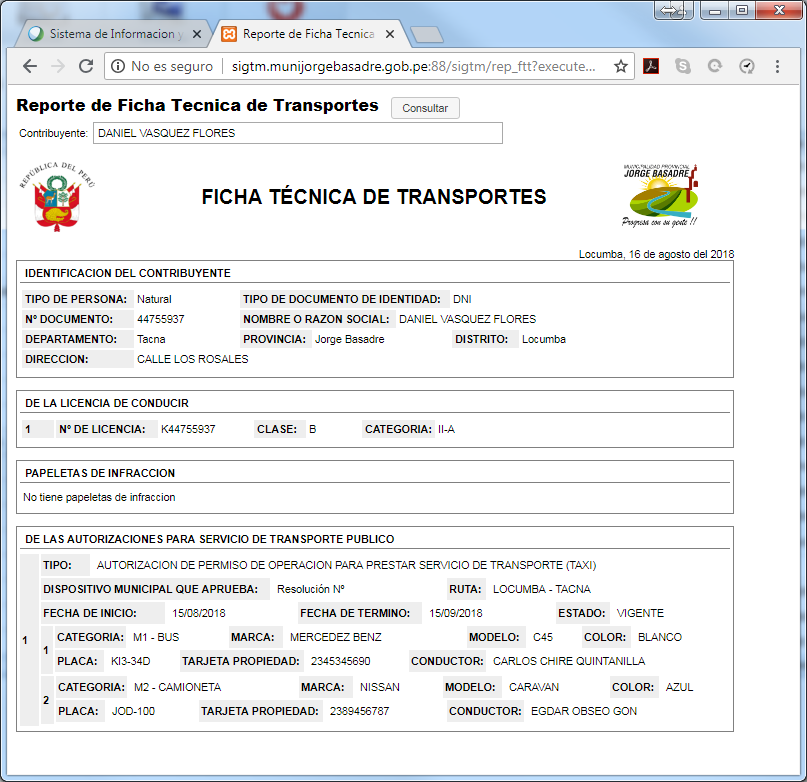 Sistema de Informacion y
Reporte de Ficha Tecnica
No es seguro
sigtm.munijorgebasadre.gob.pe:88/sigtm/rep_ftt?execute...
Reporte de Ficha Tecnica de Transportes
Consultar
Contribuyente: DANIEL VASQUEZ FLORES
REPÚBLICA DEL PERÚ
FICHA TÉCNICA DE TRANSPORTES
MUNICIPALIDAD PROVINCIAL
JORGE BASADRE
Progresa con su gente !!
Locumba, 16 de agosto del 2018
IDENTIFICACION DEL CONTRIBUYENTE
TIPO DE PERSONA: Natural TIPO DE DOCUMENTO DE IDENTIDAD: DNI
Nº DOCUMENTO: 44755937 NOMBRE O RAZON SOCIAL: DANIEL VASQUEZ FLORES
DEPARTAMENTO: Tacna PROVINCIA: Jorge Basadre DISTRITO: Locumba
DIRECCION: CALLE LOS ROSALES
DE LA LICENCIA DE CONDUCIR
1 Nº DE LICENCIA: K44755937 CLASE: B CATEGORIA: II-A
PAPELETAS DE INFRACCION
No tiene papeletas de infraccion
DE LAS AUTORIZACIONES PARA SERVICIO DE TRANSPORTE PUBLICO
TIPO: AUTORIZACION DE PERMISO DE OPERACION PARA PRESTAR SERVICIO DE TRANSPORTE (TAXI)
DISPOSITIVO MUNICIPAL QUE APRUEBA: Resolución Nº RUTA: LOCUMBA - TACNA
FECHA DE INICIO: 15/08/2018 FECHA DE TERMINO: 15/09/2018 ESTADO: VIGENTE
1
1 CATEGORIA: M1 - BUS MARCA: MERCEDEZ BENZ MODELO: C45 COLOR: BLANCO
PLACA: KI3-34D TARJETA PROPIEDAD: 2345345690 CONDUCTOR: CARLOS CHIRE QUINTANILLA
2 CATEGORIA: M2 - CAMIONETA MARCA: NISSAN MODELO: CARAVAN COLOR: AZUL
PLACA: JOD-100 TARJETA PROPIEDAD: 2389456787 CONDUCTOR: EGDAR OBSEO GON